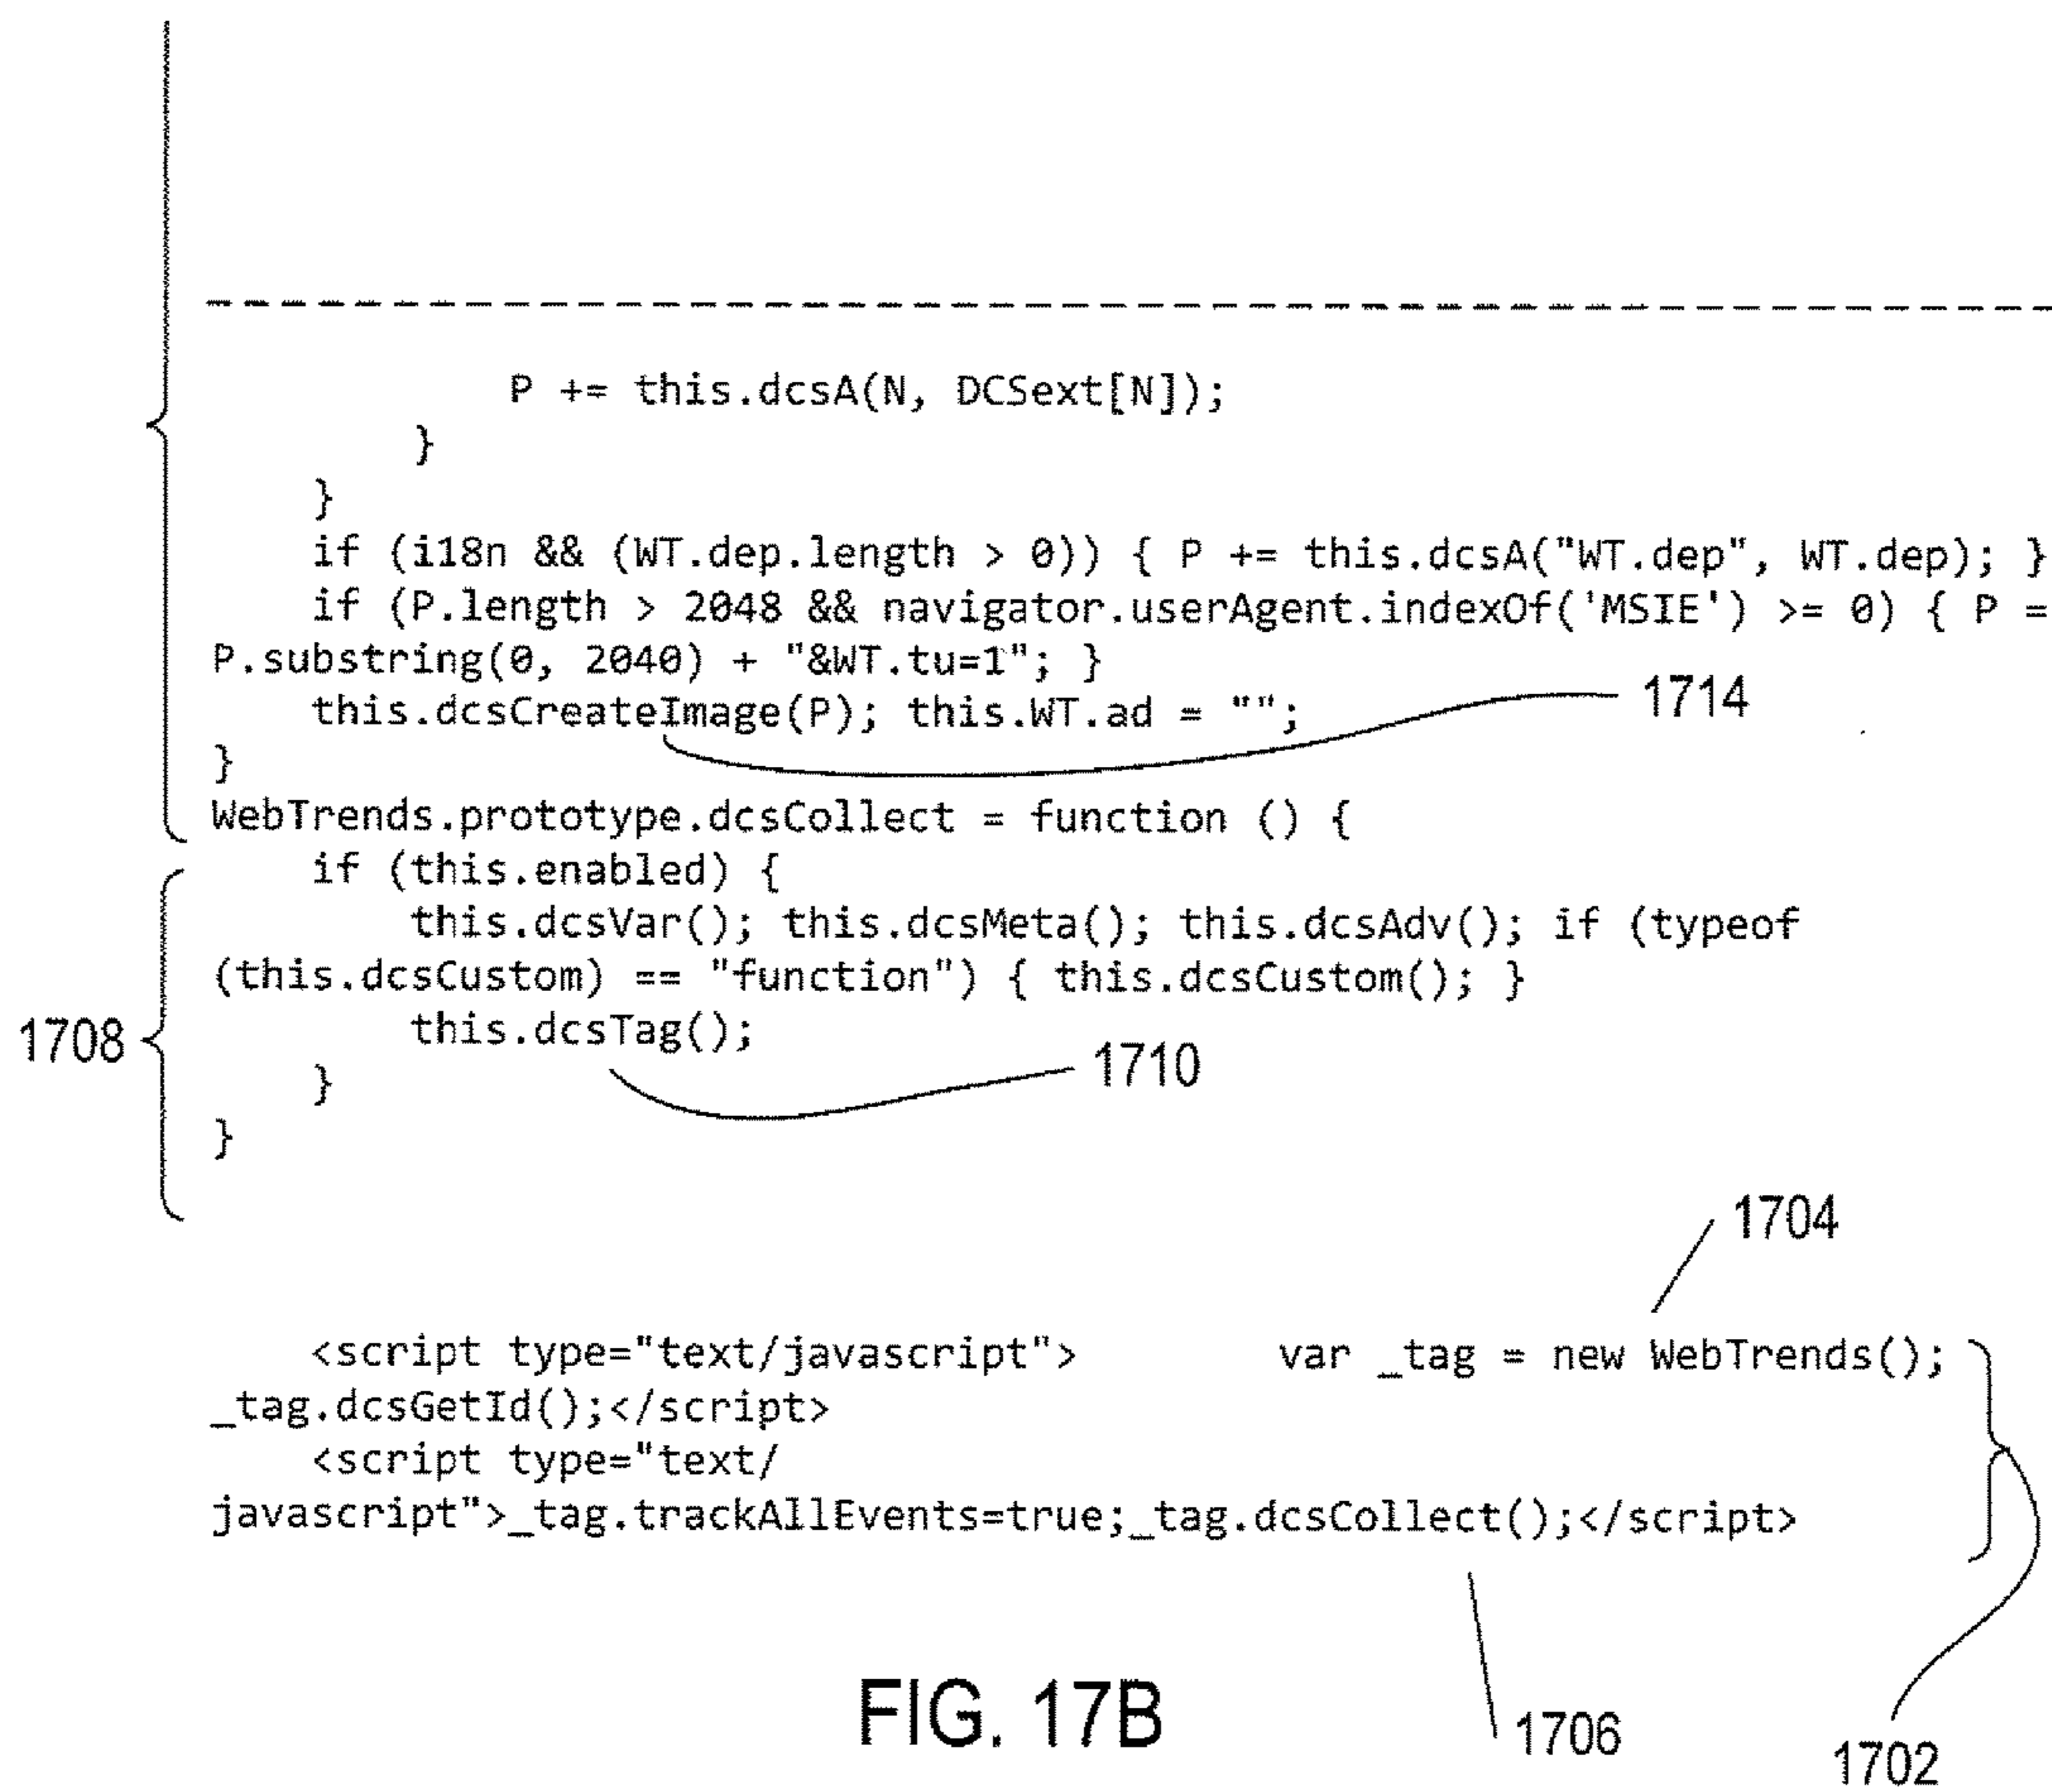 P += this.dcsA(N, DCSext[N]);
}
}
if (i18n && (WT.dep.length > 0)) { P += this.dcsA("WT.dep", WT.dep); }
if (P.length > 2048 && navigator.userAgent.indexOf('MSIE') >= 0) { P =
P.substring(0, 2040) + "&WT.tu=1"; }
this.dcsCreateImage(P); this.WT.ad = "";
1714
}
WebTrends.prototype.dcsCollect = function () {
if (this.enabled) {
this.dcsVar(); this.dcsMeta(); this.dcsAdv(); if (typeof
(this.dcsCustom) == "function") { this.dcsCustom(); }
this.dcsTag();
1708
1710
}
}
1704
<script type="text/javascript"> var _tag = new WebTrends();
_tag.dcsGetId();</script>
<script type="text/
javascript">_tag.trackAllEvents=true;_tag.dcsCollect();</script>
FIG. 17B
1706
1702